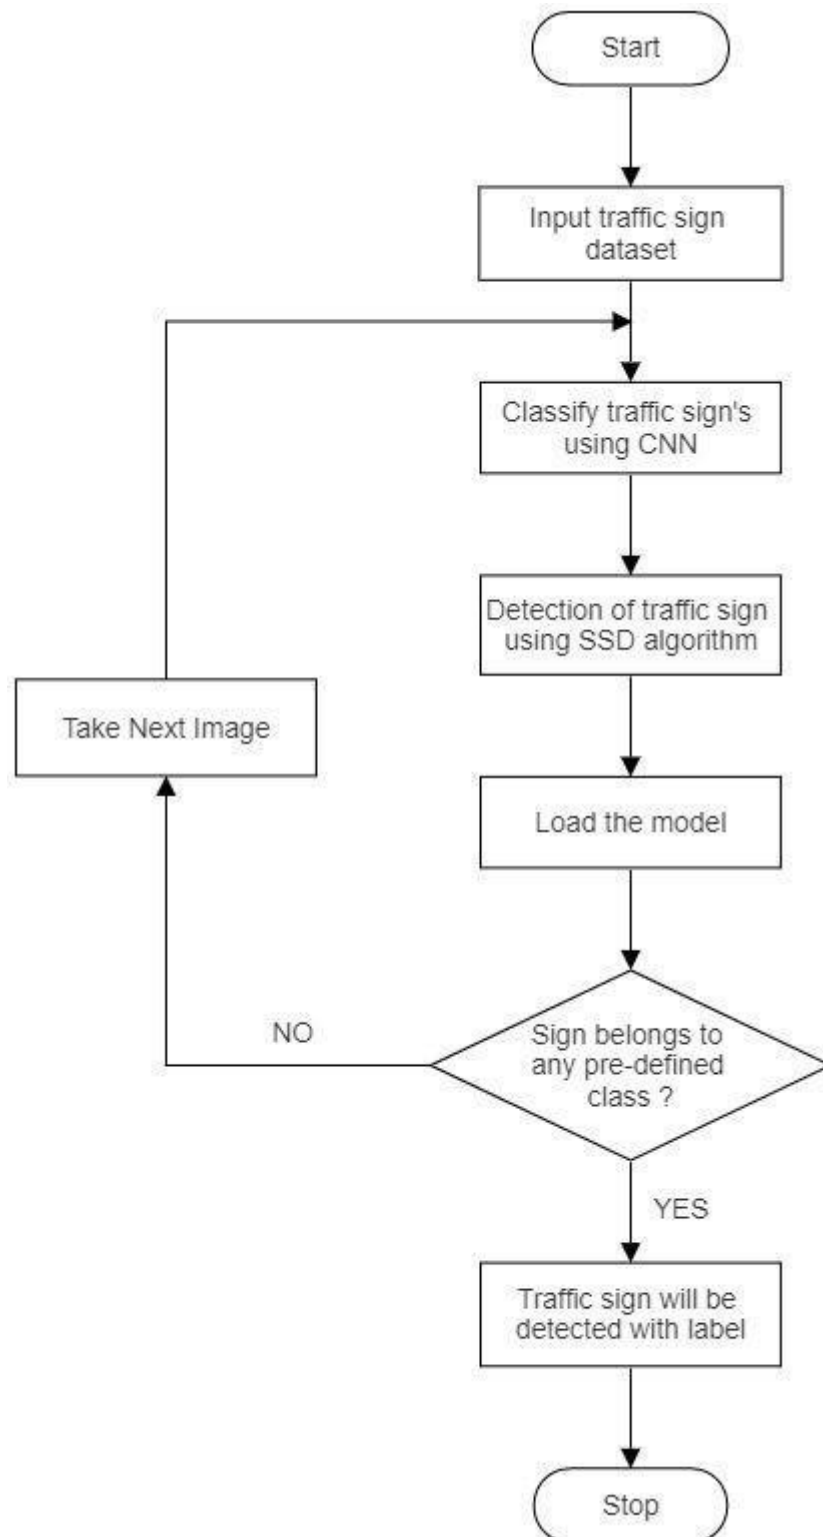 Start
Input traffic sign
dataset
Classify traffic sign's
using CNN
Detection of traffic sign
using SSD algorithm
Take Next Image
Load the model
NO
Sign belongs to
any pre-defined
class ?
YES
Traffic sign will be
detected with label
Stop